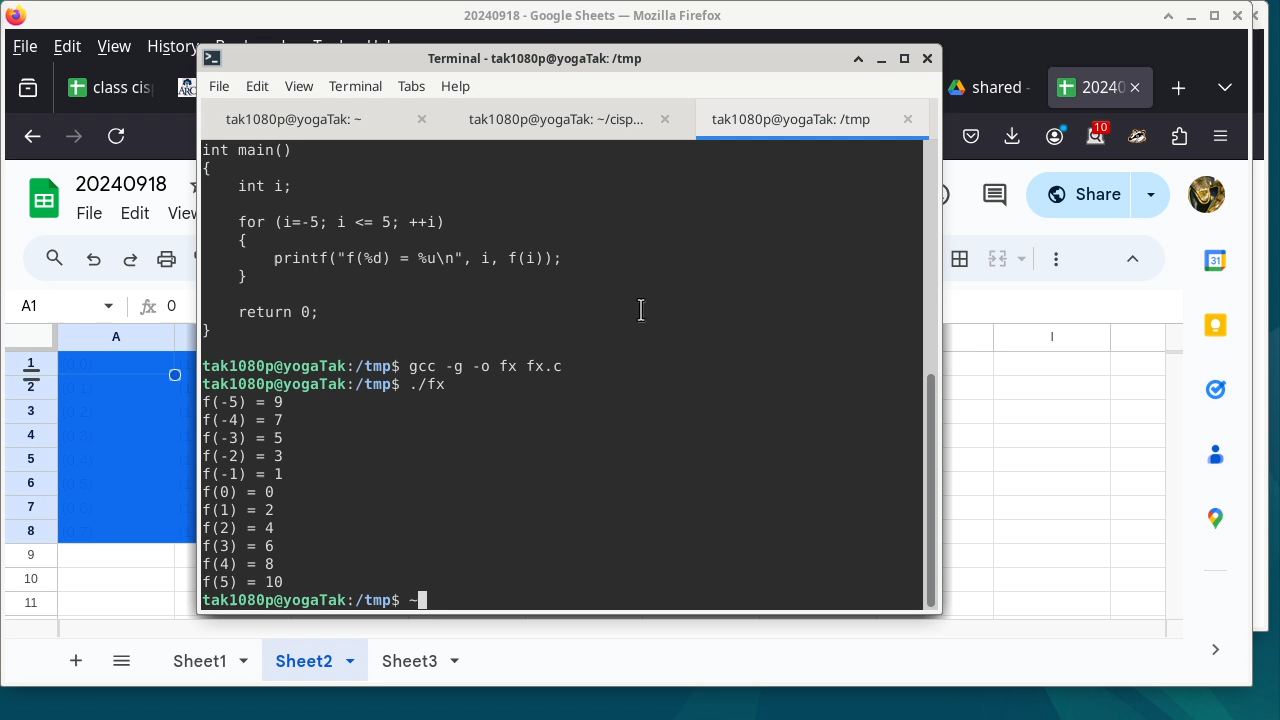 20240918 - Google Sheets — Mozilla Firefox
File Edit View History
class cis
shared -
20240
10
20240918
File Edit View
Share
A1
fx 0
A
I
1
2
3
4
5
6
7
8
9
10
11
31
Sheet1
Sheet2
Sheet3
Terminal - tak1080p@yogaTak: /tmp
File Edit View Terminal Tabs Help
tak1080p@yogaTak: ~
tak1080p@yogaTak: ~/cisp...
tak1080p@yogaTak: /tmp
int main()
{
    int i;
    for (i=-5; i <= 5; ++i)
    {
        printf("f(%d) = %u\n", i, f(i));
    }
    return 0;
}
tak1080p@yogaTak:/tmp$ gcc -g -o fx fx.c
tak1080p@yogaTak:/tmp$ ./fx
f(-5) = 9
f(-4) = 7
f(-3) = 5
f(-2) = 3
f(-1) = 1
f(0) = 0
f(1) = 2
f(2) = 4
f(3) = 6
f(4) = 8
f(5) = 10
tak1080p@yogaTak:/tmp$ ~